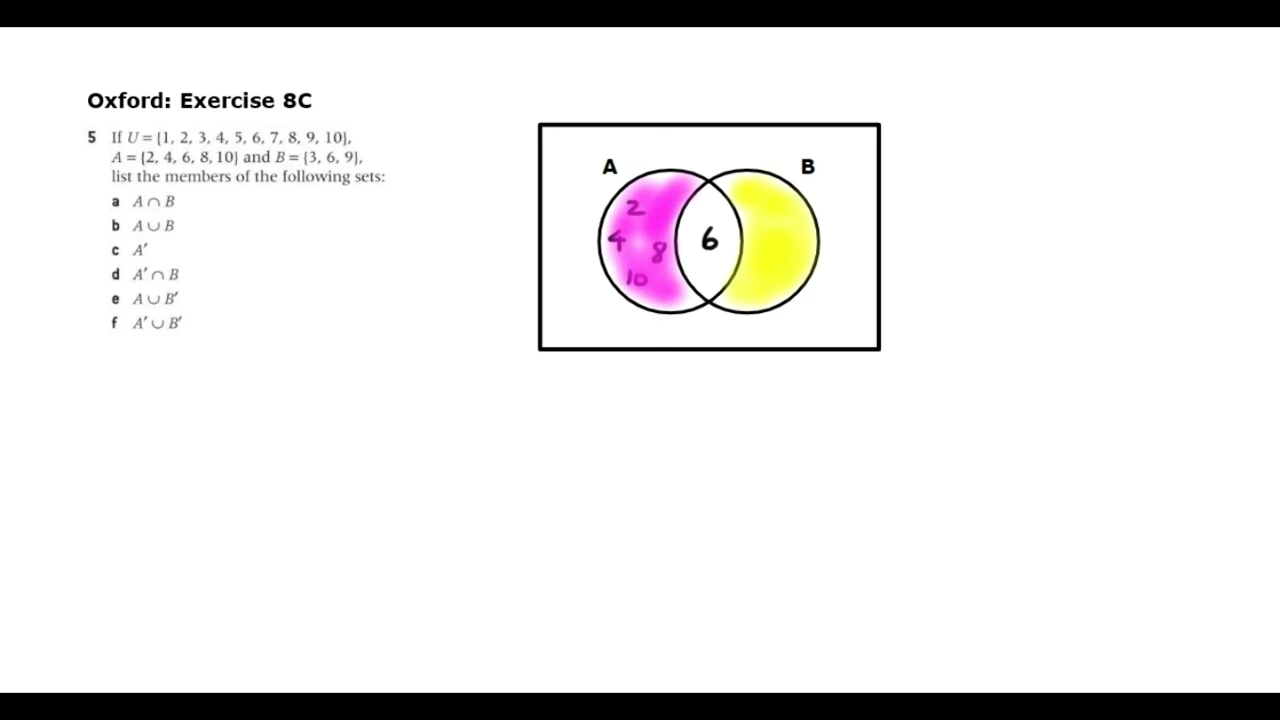 Oxford: Exercise 8C
5 If U = {1, 2, 3, 4, 5, 6, 7, 8, 9, 10},
A = {2, 4, 6, 8, 10} and B = {3, 6, 9},
list the members of the following sets:
a A ∩ B
b A ∪ B
c A′
d A′ ∩ B
e A ∪ B′
f A′ ∪ B′
A B
2
4 8 6
10